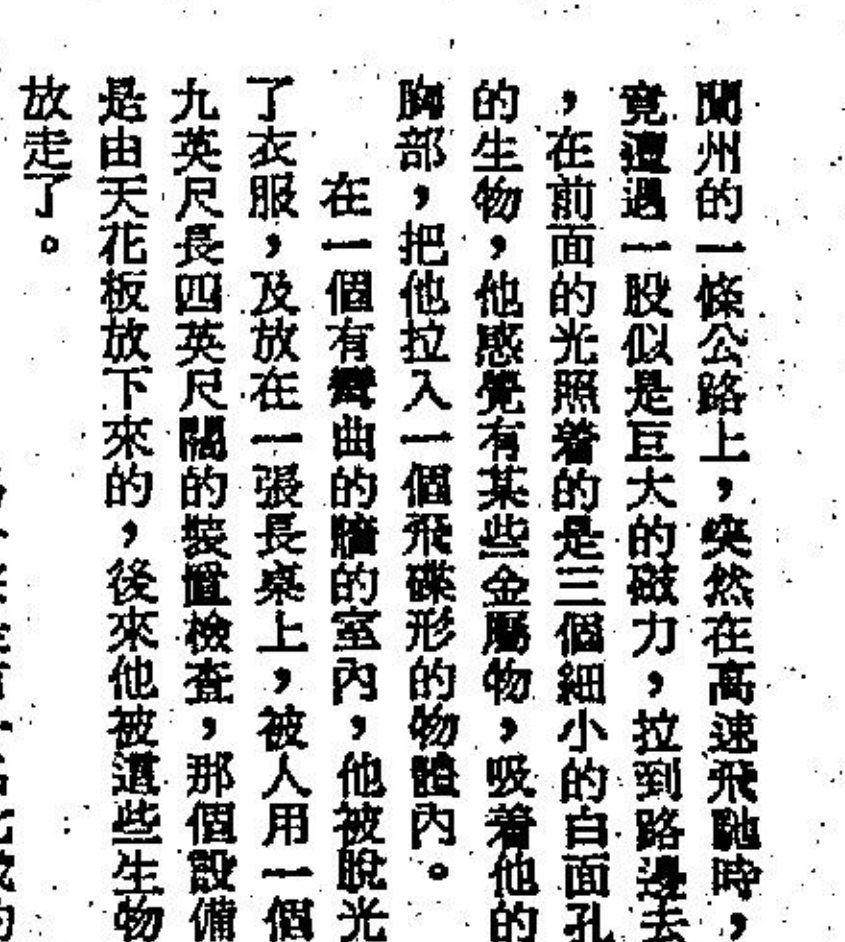 蘭州的一條公路上，突然在高速飛馳時，
竟遭遇一股似是巨大的磁力，拉到路邊去
，在前面的光照着的是三個細小的白面孔
的生物，他感覺有某些金屬物，吸着他的
胸部，把他拉入一個飛碟形的物體內。
在一個有彎曲的牆的室內，他被脫光
了衣服，及放在一張長桌上，被人用一個
九英尺長四英尺闊的裝置檢查，那個設備
是由天花板放下來的，後來他被這些生物
放走了。